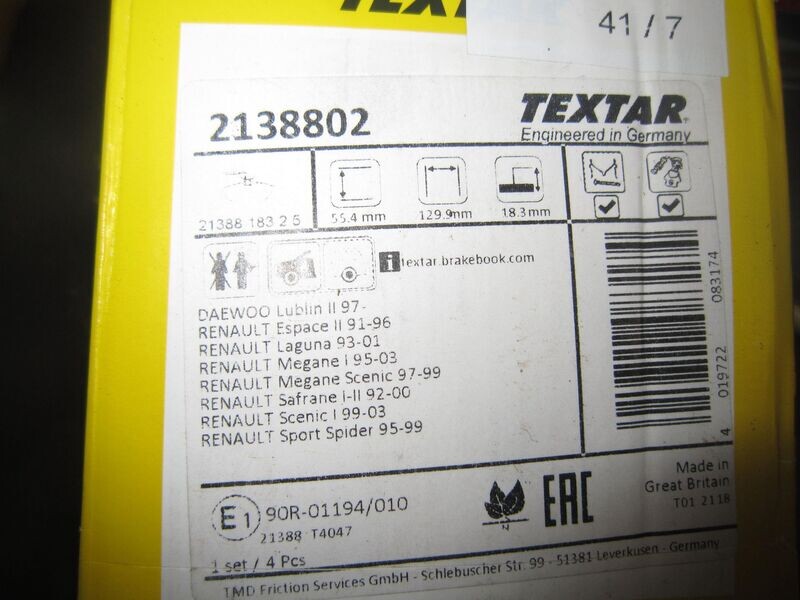 TEXTAR
41 / 7
2138802
TEXTAR
Engineered in Germany
21388 183 2 5
55.4 mm
129.9mm
18.3mm
i textar.brakebook.com
DAEWOO Lublin II 97-
RENAULT Espace II 91-96
RENAULT Laguna 93-01
RENAULT Megane I 95-03
RENAULT Megane Scenic 97-99
RENAULT Safrane I-II 92-00
RENAULT Scenic I 99-03
RENAULT Sport Spider 95-99
4 019722 083174
E1 90R-01194/010
21388 T4047
N
EAC
Made in
Great Britain
T01 2118
1 set / 4 Pcs
TMD Friction Services GmbH - Schlebuscher Str. 99 - 51381 Leverkusen - Germany